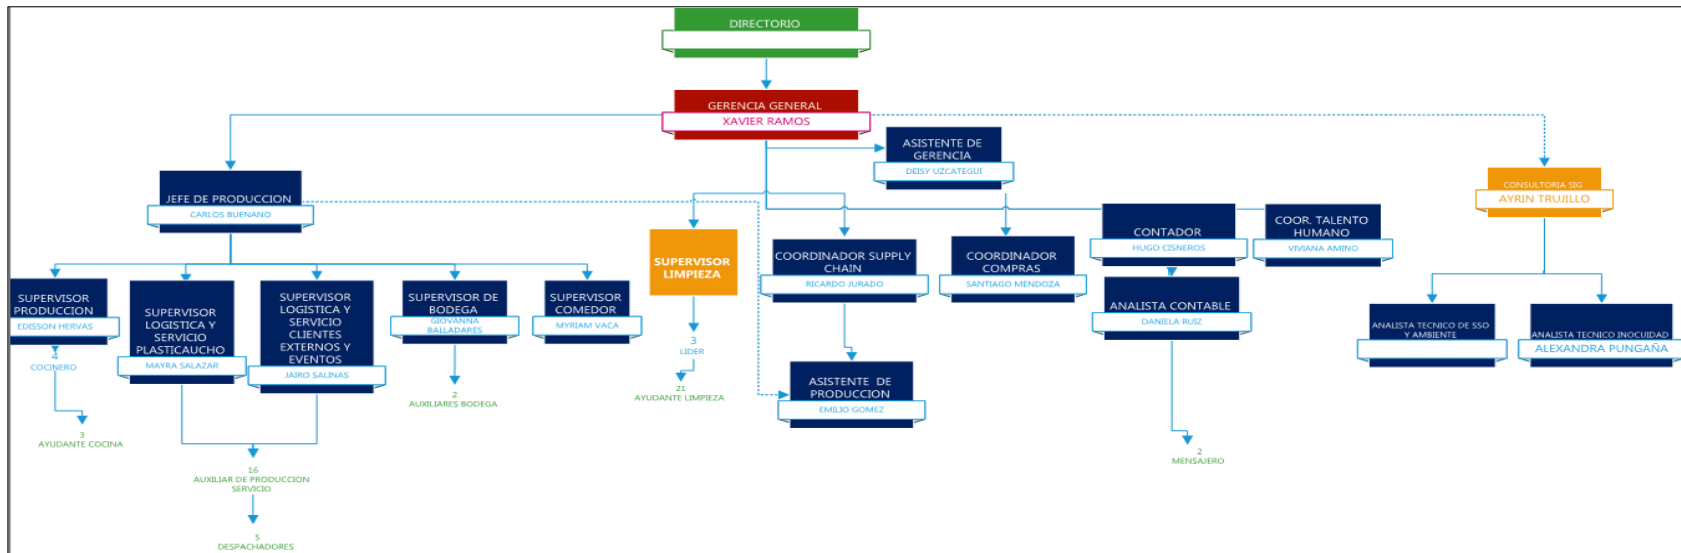 DIRECTORIO
GERENCIA GENERAL
XAVIER RAMOS
ASISTENTE DE
GERENCIA
DEISY UZCATEGUI
JEFE DE PRODUCCION
CARLOS BUENANO
CONSULTORIA SIG
AYRIN TRUJILLO
SUPERVISOR
LIMPIEZA
COORDINADOR SUPPLY
CHAIN
RICARDO JURADO
COORDINADOR
COMPRAS
SANTIAGO MENDOZA
CONTADOR
HUGO CISNEROS
COOR. TALENTO
HUMANO
VIVIANA AMINO
SUPERVISOR
PRODUCCION
EDISSON HERVAS
SUPERVISOR
LOGISTICA Y
SERVICIO
PLASTICAUCHO
MAYRA SALAZAR
SUPERVISOR
LOGISTICA Y
SERVICIO
CLIENTES
EXTERNOS Y
EVENTOS
JAIRO SALINAS
SUPERVISOR DE
BODEGA
GIOVANNA
BALLADARES
SUPERVISOR
COMEDOR
MYRIAM VACA
ANALISTA CONTABLE
DANIELA RUIZ
ANALISTA TECNICO DE SSO
Y AMBIENTE
ANALISTA TECNICO INOCUIDAD
ALEXANDRA PUNGAÑA
4
COCINERO
3
LIDER
ASISTENTE DE
PRODUCCION
EMILIO GOMEZ
2
AUXILIARES BODEGA
21
AYUDANTE LIMPIEZA
3
AYUDANTE COCINA
2
MENSAJERO
16
AUXILIAR DE PRODUCCION
SERVICIO
5
DESPACHADORES